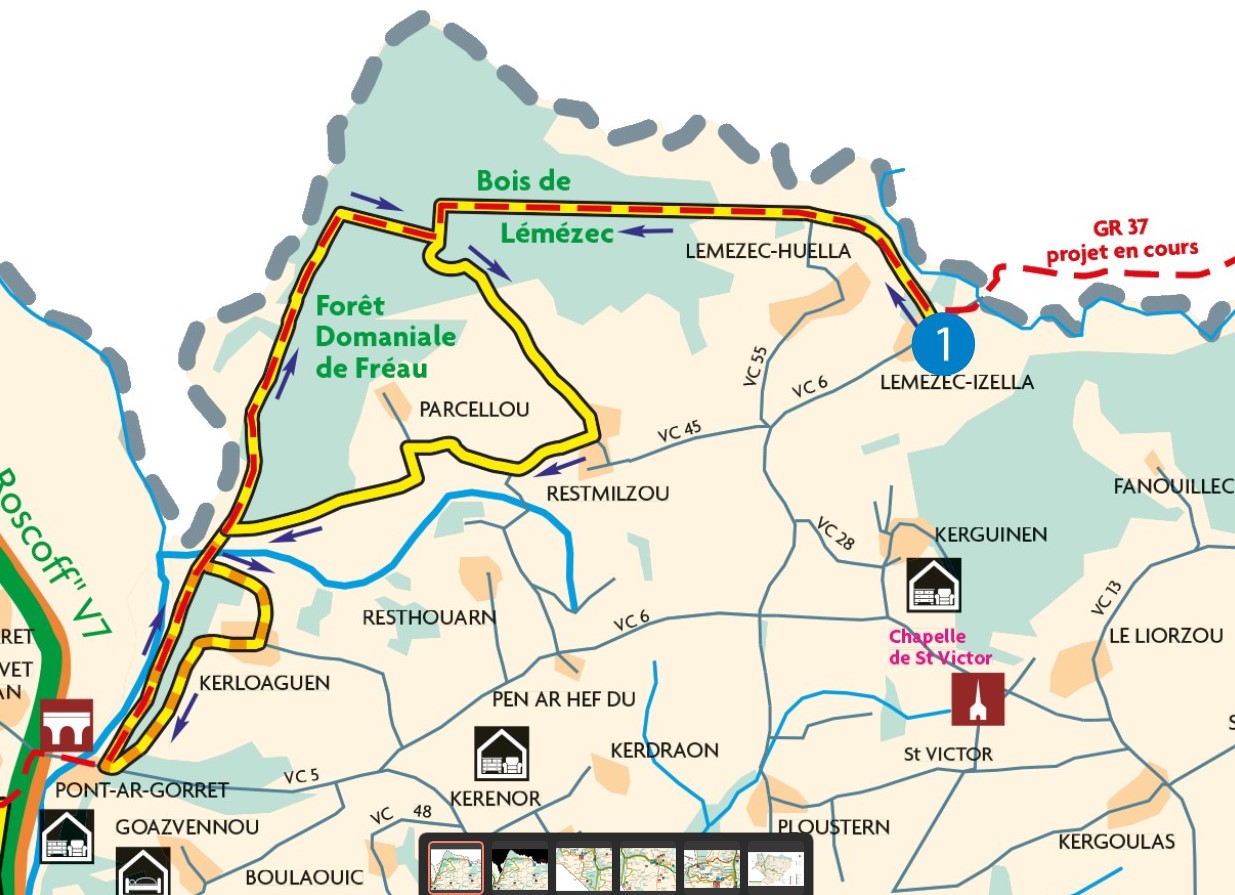 Bois de
Lémézec
LEMEZEC-HUELLA
GR 37
projet en cours
Forêt
Domaniale
de Fréau
1
LEMEZEC-IZELLA
VC 55
VC 6
PARCELLOU
VC 45
RESTMILZOU
FANOUILLEC
Roscoff" V7
VC 28
KERGUINEN
RESTHOUARN
VC 6
VC 13
Chapelle
de St Victor
LE LIORZOU
RET
VET
AN
KERLOAGUEN
PEN AR HEF DU
KERDRAON
St VICTOR
S
VC 5
PONT-AR-GORRET
KERENOR
VC 48
GOAZVENNOU
PLOUSTERN
KERGOULAS
BOULAOUIC